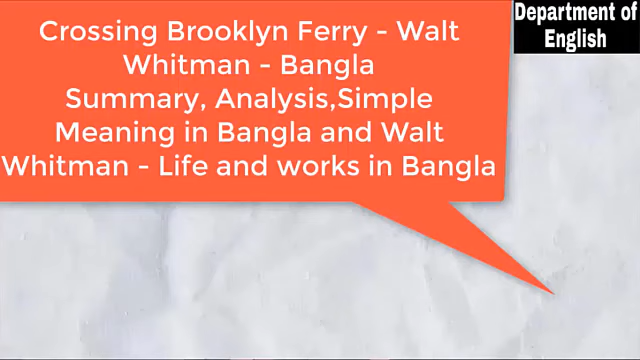 Crossing Brooklyn Ferry - Walt
Whitman - Bangla
Summary, Analysis,Simple
Meaning in Bangla and Walt
Whitman - Life and works in Bangla
Department of
English